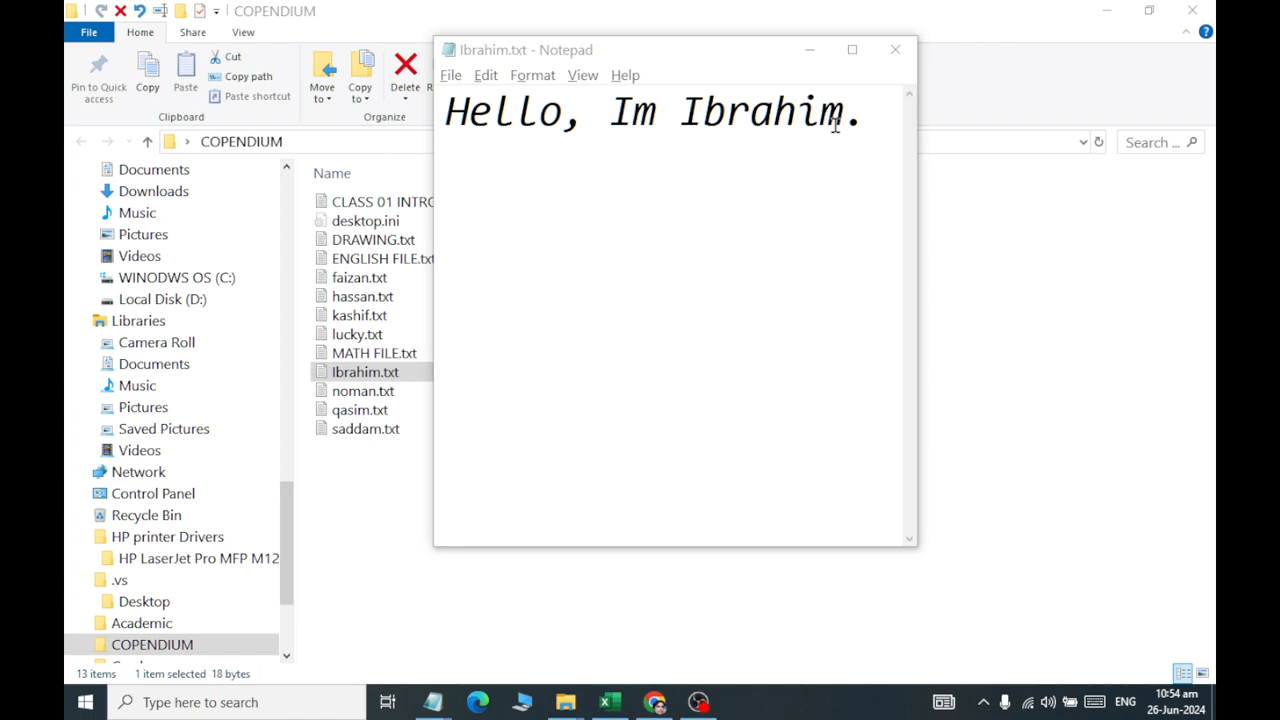 COPENDIUM
File Home Share View
Pin to Quick access
Copy
Paste
Cut
Copy path
Paste shortcut
Clipboard
Move to
Copy to
Delete
R
Organize
COPENDIUM
Search ...
Ibrahim.txt - Notepad
File Edit Format View Help
Hello, Im Ibrahim.
Documents
Downloads
Music
Pictures
Videos
WINODWS OS (C:)
Local Disk (D:)
Libraries
Camera Roll
Documents
Music
Pictures
Saved Pictures
Videos
Network
Control Panel
Recycle Bin
HP printer Drivers
HP LaserJet Pro MFP M12
.vs
Desktop
Academic
COPENDIUM
Name
CLASS 01 INTRO
desktop.ini
DRAWING.txt
ENGLISH FILE.txt
faizan.txt
hassan.txt
kashif.txt
lucky.txt
MATH FILE.txt
Ibrahim.txt
noman.txt
qasim.txt
saddam.txt
13 items 1 item selected 18 bytes
Type here to search
ENG
10:54 am
26-Jun-2024